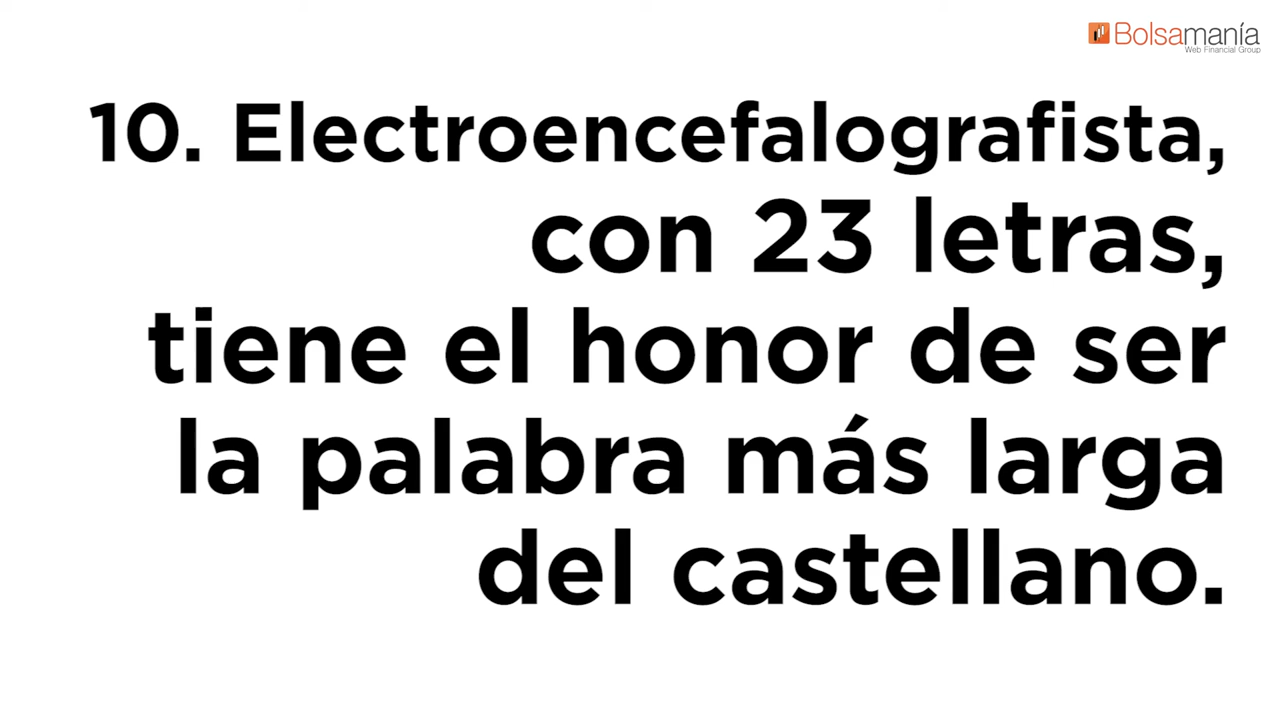 Bolsamanía
Web Financial Group
10. Electroencefalografista,
con 23 letras,
tiene el honor de ser
la palabra más larga
del castellano.